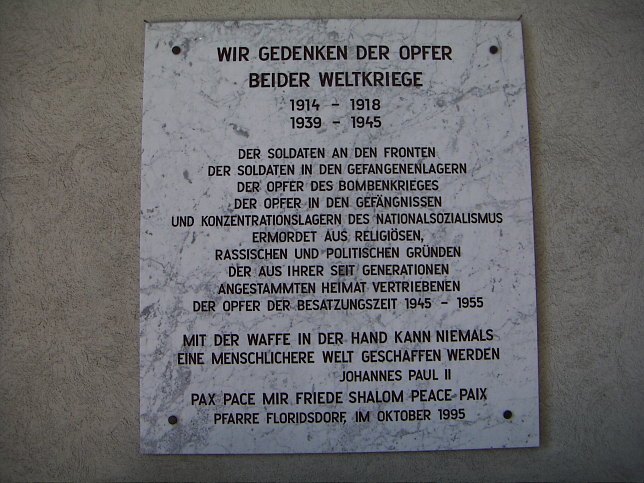 WIR GEDENKEN DER OPFER
BEIDER WELTKRIEGE
1914 – 1918
1939 – 1945
DER SOLDATEN AN DEN FRONTEN
DER SOLDATEN IN DEN GEFANGENENLAGERN
DER OPFER DES BOMBENKRIEGES
DER OPFER IN DEN GEFÄNGNISSEN
UND KONZENTRATIONSLAGERN DES NATIONALSOZIALISMUS
ERMORDET AUS RELIGIÖSEN,
RASSISCHEN UND POLITISCHEN GRÜNDEN
DER AUS IHRER SEIT GENERATIONEN
ANGESTAMMTEN HEIMAT VERTRIEBENEN
DER OPFER DER BESATZUNGSZEIT 1945 – 1955
MIT DER WAFFE IN DER HAND KANN NIEMALS
EINE MENSCHLICHERE WELT GESCHAFFEN WERDEN
JOHANNES PAUL II
PAX PACE MIR FRIEDE SHALOM PEACE PAIX
PFARRE FLORIDSDORF, IM OKTOBER 1995